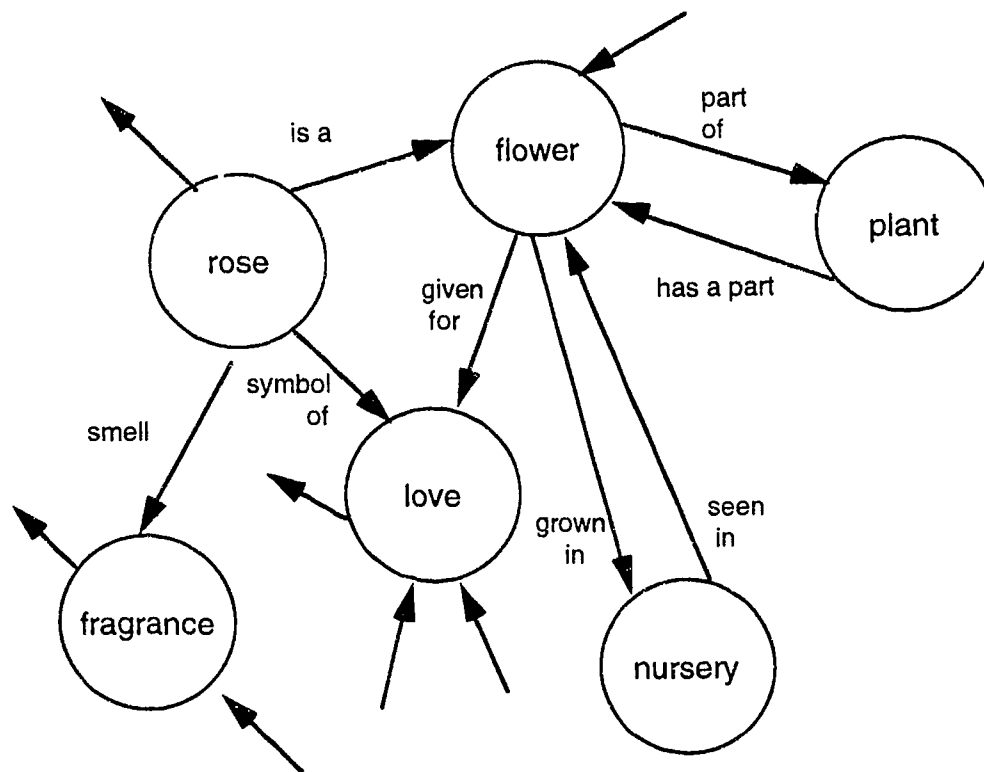 part
of
is a
flower
plant
rose
given
for
has a part
symbol
of
smell
love
seen
in
grown
in
fragrance
nursery